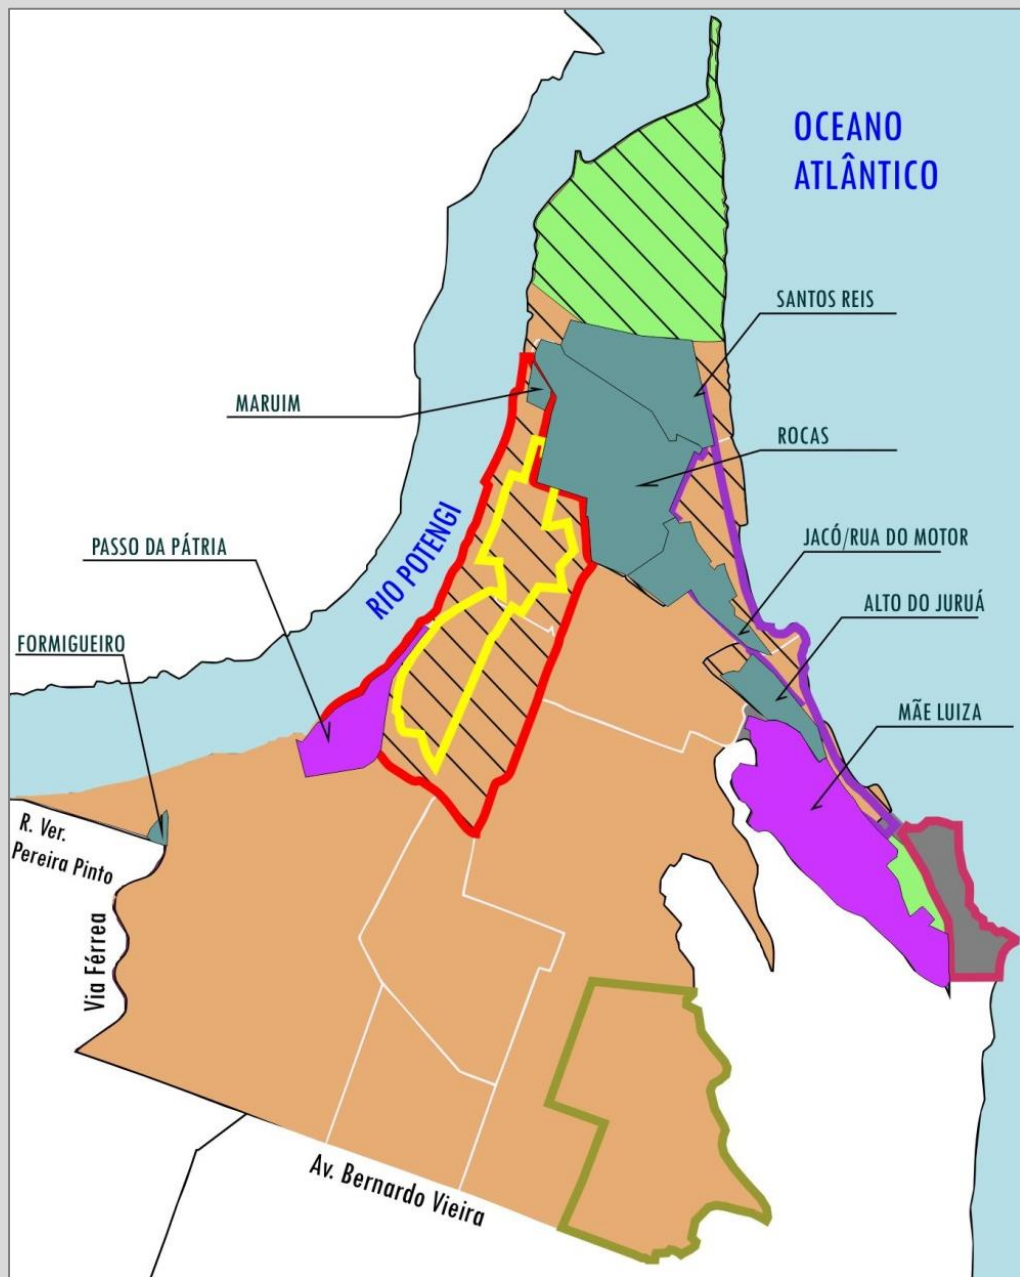 OCEANO
ATLÂNTICO
SANTOS REIS
MARUIM
ROCAS
RIO POTENGI
JACÓ/RUA DO MOTOR
PASSO DA PÁTRIA
ALTO DO JURUÁ
FORMIGUEIRO
MÃE LUIZA
R. Ver.
Pereira Pinto
Via Férrea
Av. Bernardo Vieira